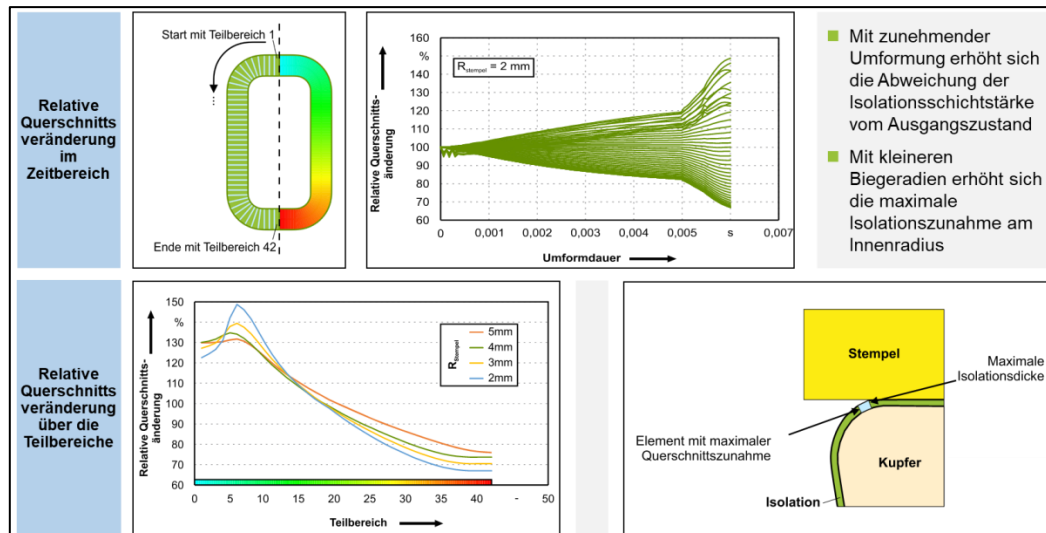 Relative
Querschnitts
veränderung
im
Zeitbereich
Start mit Teilbereich 1
...
Ende mit Teilbereich 42
Relative Querschnitts-
änderung
160
%
140
130
120
110
100
90
80
70
60
R_stempel = 2 mm
0 0,001 0,002 0,003 0,004 0,005 s 0,007
Umformdauer
Mit zunehmender
Umformung erhöht sich
die Abweichung der
Isolationsschichtstärke
vom Ausgangszustand
Mit kleineren
Biegeradien erhöht sich
die maximale
Isolationszunahme am
Innenradius
Relative
Querschnitts
veränderung
über die
Teilbereiche
Relative Querschnitts-
änderung
150
%
130
120
110
100
90
80
70
60
R_Stempel
5mm
4mm
3mm
2mm
0 5 10 15 20 25 30 35 40 - 50
Teilbereich
Stempel
Maximale
Isolationsdicke
Element mit maximaler
Querschnittszunahme
Kupfer
Isolation